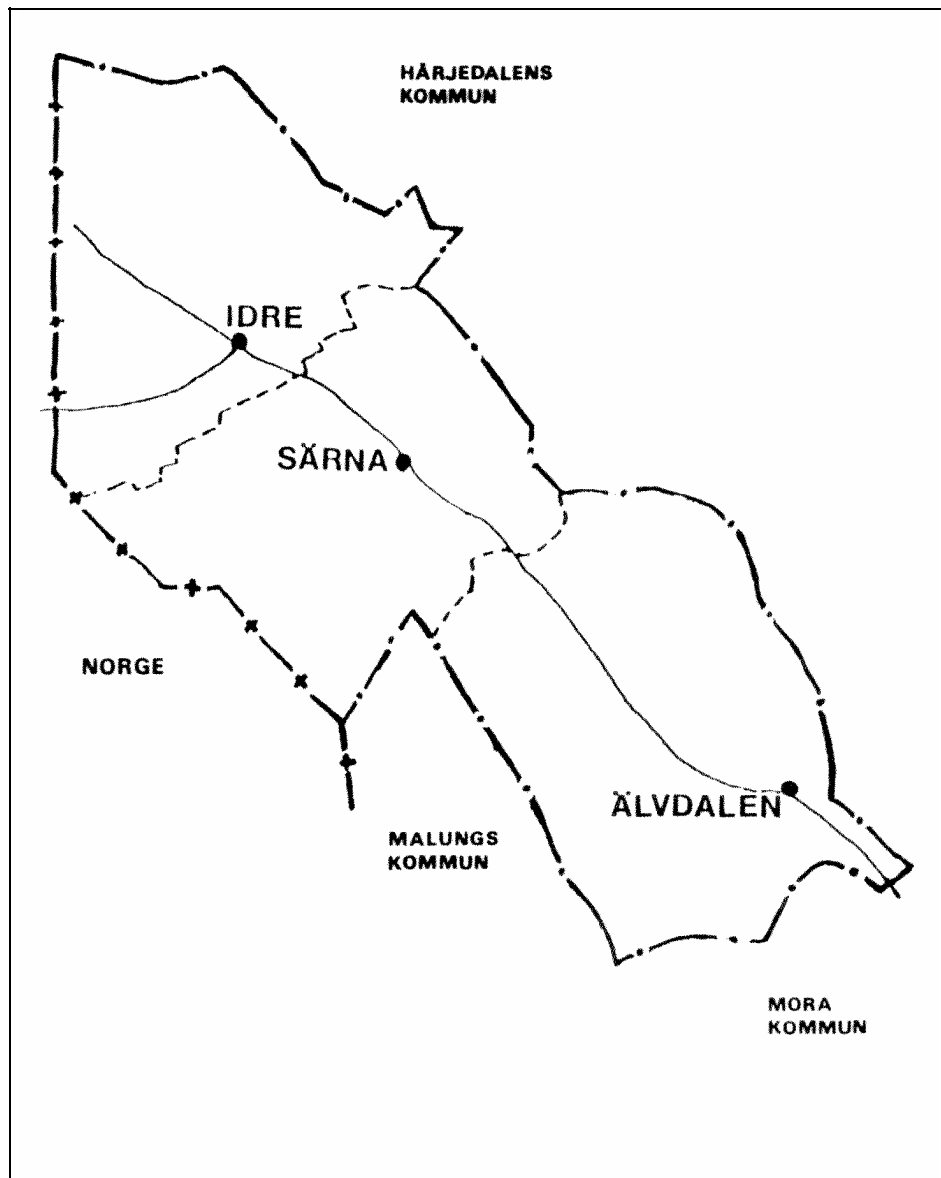 HÄRJEDALENS
KOMMUN
IDRE
SÄRNA
NORGE
ÄLVDALEN
MALUNGS
KOMMUN
MORA
KOMMUN